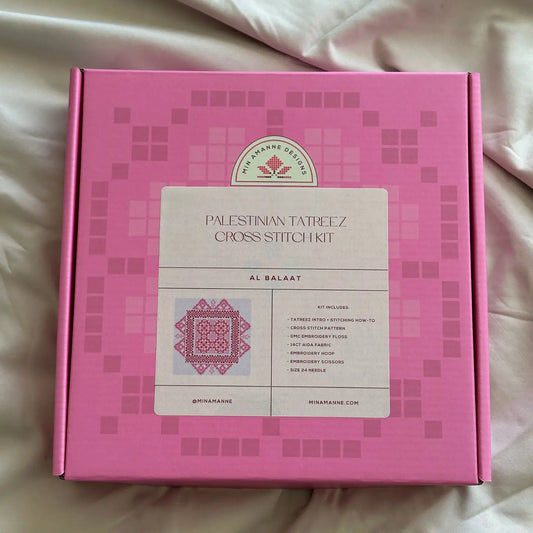 MIN AMANNE DESIGNS
PALESTINIAN TATREEZ
CROSS STITCH KIT
AL BALAAT
KIT INCLUDES:
- TATREEZ INTRO + STITCHING HOW-TO
- CROSS STITCH PATTERN
- DMC EMBROIDERY FLOSS
- 14CT AIDA FABRIC
- EMBROIDERY HOOP
- EMBROIDERY SCISSORS
- SIZE 24 NEEDLE
@MINAMANNE
MINAMANNE.COM